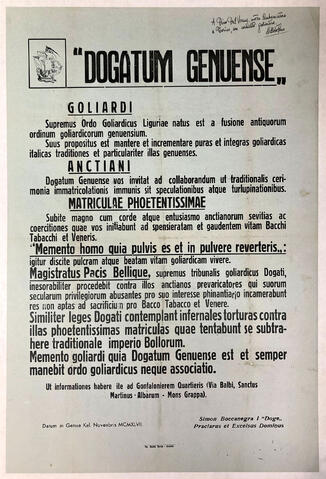 "DOGATUM GENUENSE„
GOLIARDI
Supremus Ordo Goliardicus Liguriae natus est a fusione antiquorum
ordinum goliardicorum genuensium.
Suus propositus est mantere et incrementare puras et integras goliardicas
italicas traditiones et particulariter illas genuenses.
ANCTIANI
Dogatum Genuense vos invitat ad collaborandum ut traditionalis ceri-
monia immatricolationis immunis sit speculationibus atque turlupinationibus.
MATRICULAE PHOETENTISSIMAE
Subite magno cum corde atque entusiasmo anctianorum sevitias ac
coercitiones quae vos initiabunt ad spensieratam et gaudentem vitam Bacchi
Tabacchi et Veneris.
"Memento homo quia pulvis es et in pulvere reverteris„:
igitur discite pulcram atque beatam vitam goliardicam vivere.
Magistratus Pacis Bellique, supremus tribunalis goliardicus Dogati,
inesorabiliter procedebit contra illos anctianos prevaricatores qui suorum
secularum privilegiorum abusantes pro suo interesse phinantiario incamerabunt
res non aptas ad sacrificium pro Bacco Tabacco et Venere.
Similiter leges Dogati contemplant infernales torturas contra
illas phoetentissimas matriculas quae tentabunt se subtra-
here traditionale imperio Bollorum.
Memento goliardi quia Dogatum Genuense est et semper
manebit ordo goliardicus neque associatio.
Ut informationes habere ite ad Gonfalonierem Quartieris (Via Balbi, Sanctus
Martinus - Albarum - Mons Grappa).
Datum in Genua Kal. Novembris MCMXLVII
Simon Boccanegra I "Doge„
Praclarus et Excelsus Dominus